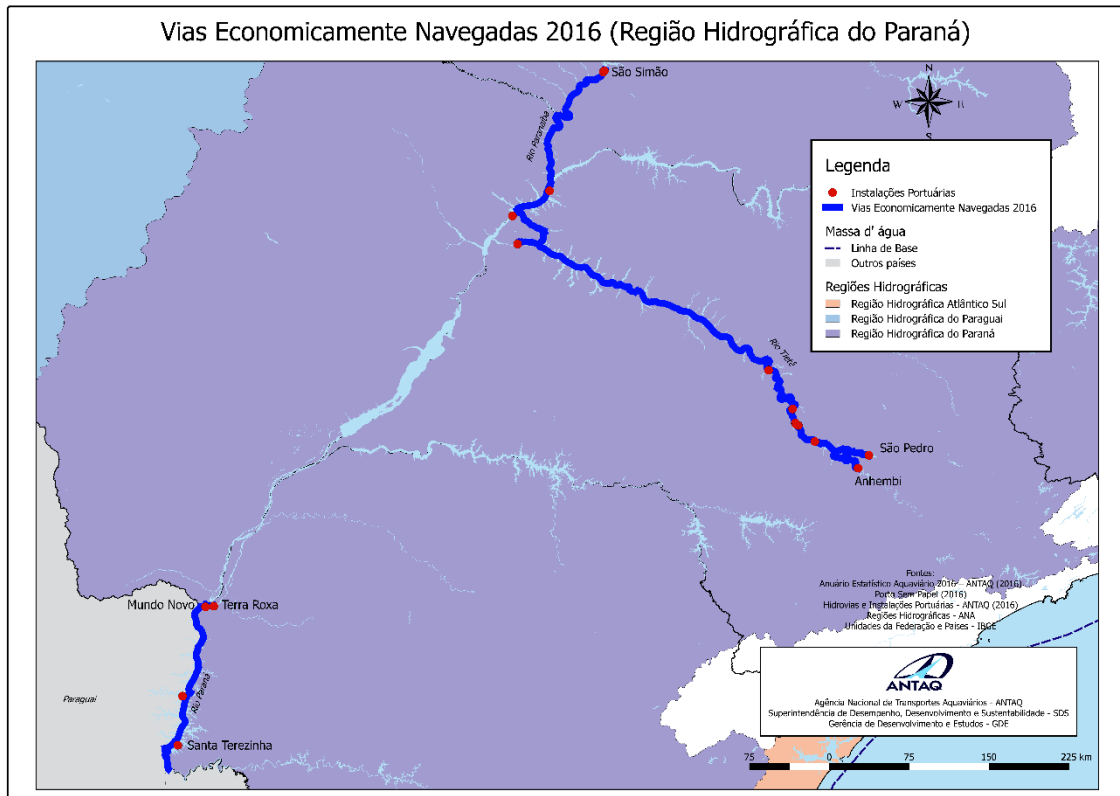 Vias Economicamente Navegadas 2016 (Região Hidrográfica do Paraná)
São Simão
N
W
E
S
Rio Paranaíba
Legenda
Instalações Portuárias
Vias Economicamente Navegadas 2016
Massa d' água
Linha de Base
Outros países
Regiões Hidrográficas
Região Hidrográfica Atlântico Sul
Região Hidrográfica do Paraguai
Região Hidrográfica do Paraná
Rio Tietê
São Pedro
Anhembi
Mundo Novo
Terra Roxa
Rio Paraná
Paraguai
Santa Terezinha
Fontes:
Anuário Estatístico Aquaviário 2016 - ANTAQ (2016)
Porto Sem Papel (2016)
Hidrovias e Instalações Portuárias - ANTAQ (2016)
Regiões Hidrográficas - ANA
Unidades da Federação e Países - IBGE
ANTAQ
Agência Nacional de Transportes Aquaviários - ANTAQ
Superintendência de Desempenho, Desenvolvimento e Sustentabilidade - SDS
Gerência de Desenvolvimento e Estudos - GDE
75 0 75 150 225 km